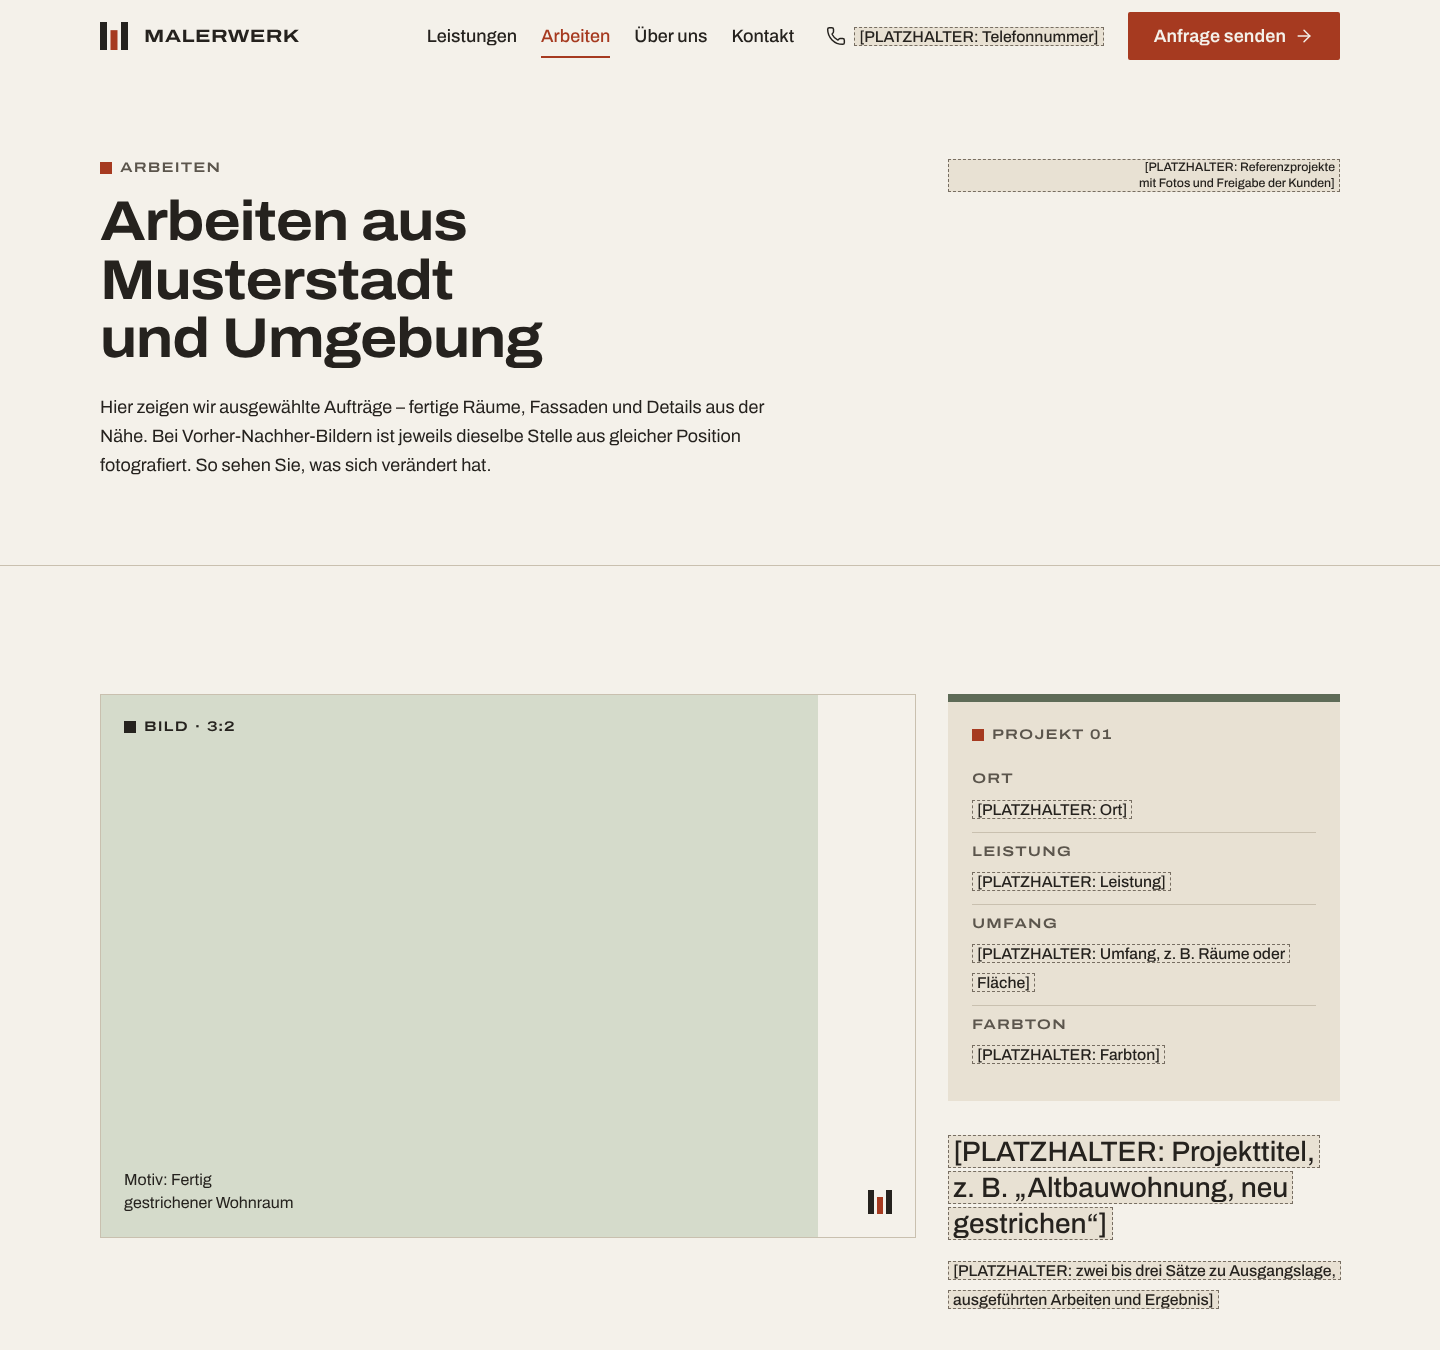 MALERWERK
Leistungen
Arbeiten
Über uns
Kontakt
[PLATZHALTER: Telefonnummer]
Anfrage senden
ARBEITEN
Arbeiten aus
Musterstadt
und Umgebung
Hier zeigen wir ausgewählte Aufträge – fertige Räume, Fassaden und Details aus der
Nähe. Bei Vorher-Nachher-Bildern ist jeweils dieselbe Stelle aus gleicher Position
fotografiert. So sehen Sie, was sich verändert hat.
[PLATZHALTER: Referenzprojekte
mit Fotos und Freigabe der Kunden]
BILD · 3:2
Motiv: Fertig
gestrichener Wohnraum
PROJEKT 01
ORT
[PLATZHALTER: Ort]
LEISTUNG
[PLATZHALTER: Leistung]
UMFANG
[PLATZHALTER: Umfang, z. B. Räume oder
Fläche]
FARBTON
[PLATZHALTER: Farbton]
[PLATZHALTER: Projekttitel,
z. B. „Altbauwohnung, neu
gestrichen“]
[PLATZHALTER: zwei bis drei Sätze zu Ausgangslage,
ausgeführten Arbeiten und Ergebnis]